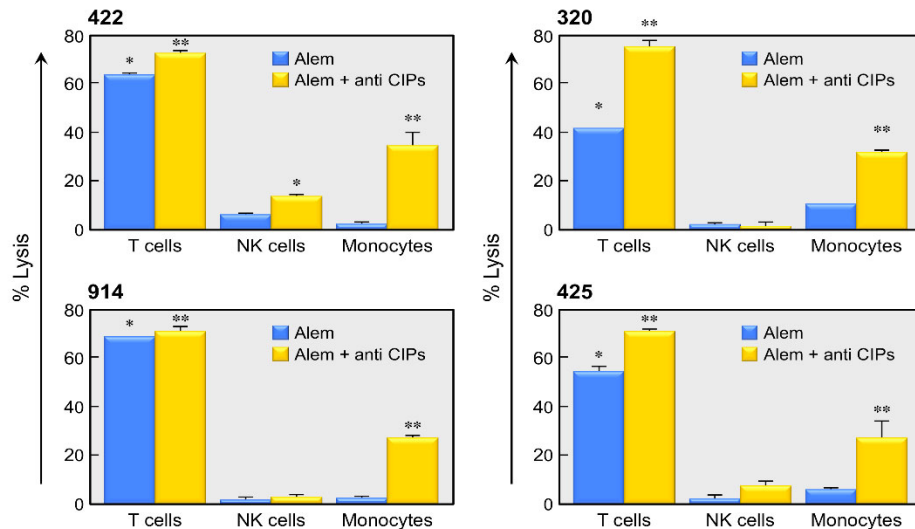 422
80
60
40
20
0
*
**
*
**
Alem
Alem + anti CIPs
T cells
NK cells
Monocytes
320
80
60
40
20
0
*
**
**
Alem
Alem + anti CIPs
T cells
NK cells
Monocytes
% Lysis
% Lysis
914
80
60
40
20
0
*
**
**
Alem
Alem + anti CIPs
T cells
NK cells
Monocytes
425
80
60
40
20
0
*
**
**
Alem
Alem + anti CIPs
T cells
NK cells
Monocytes